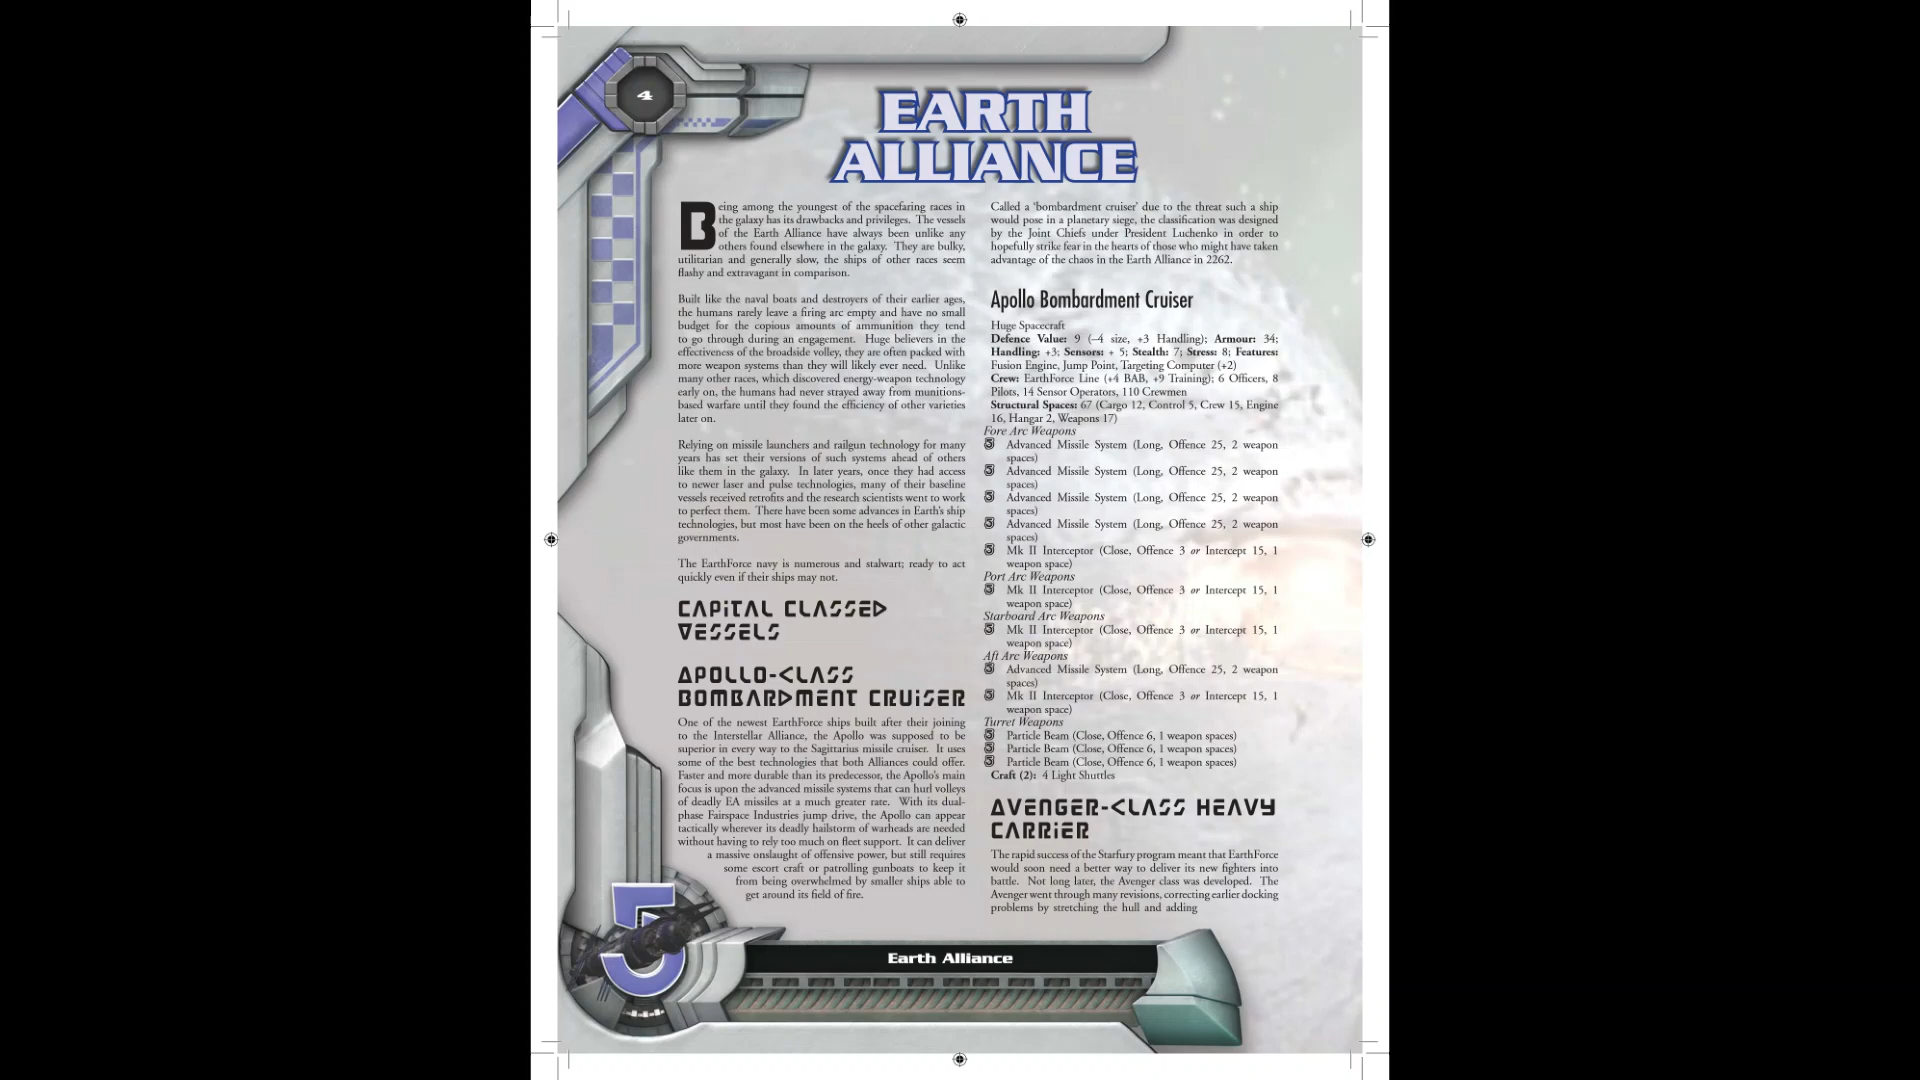 4
EARTH
ALLIANCE
Being among the youngest of the spacefaring races in
the galaxy has its drawbacks and privileges. The vessels
of the Earth Alliance have always been unlike any
others found elsewhere in the galaxy. They are bulky,
utilitarian and generally slow, the ships of other races seem
flashy and extravagant in comparison.
Built like the naval boats and destroyers of their earlier ages,
the humans rarely leave a firing arc empty and have no small
budget for the copious amounts of ammunition they tend
to go through during an engagement. Huge believers in the
effectiveness of the broadside volley, they are often packed with
more weapon systems than they will likely ever need. Unlike
many other races, which discovered energy-weapon technology
early on, the humans had never strayed away from munitions-
based warfare until they found the efficiency of other varieties
later on.
Relying on missile launchers and railgun technology for many
years has set their versions of such systems ahead of others
like them in the galaxy. In later years, once they had access
to newer laser and pulse technologies, many of their baseline
vessels received retrofits and the research scientists went to work
to perfect them. There have been some advances in Earth's ship
technologies, but most have been on the heels of other galactic
governments.
The EarthForce navy is numerous and stalwart; ready to act
quickly even if their ships may not.
CAPITAL CLASSED
VESSELS
APOLLO-CLASS
BOMBARDMENT CRUISER
One of the newest EarthForce ships built after their joining
to the Interstellar Alliance, the Apollo was supposed to be
superior in every way to the Sagittarius missile cruiser. It uses
some of the best technologies that both Alliances could offer.
Faster and more durable than its predecessor, the Apollo's main
focus is upon the advanced missile systems that can hurl volleys
of deadly EA missiles at a much greater rate. With its dual-
phase Fairspace Industries jump drive, the Apollo can appear
tactically wherever its deadly hailstorm of warheads are needed
without having to rely too much on fleet support. It can deliver
a massive onslaught of offensive power, but still requires
some escort craft or patrolling gunboats to keep it
from being overwhelmed by smaller ships able to
get around its field of fire.
Called a 'bombardment cruiser' due to the threat such a ship
would pose in a planetary siege, the classification was designed
by the Joint Chiefs under President Luchenko in order to
hopefully strike fear in the hearts of those who might have taken
advantage of the chaos in the Earth Alliance in 2262.
Apollo Bombardment Cruiser
Huge Spacecraft
Defence Value: 9 (–4 size, +3 Handling); Armour: 34;
Handling: +3; Sensors: + 5; Stealth: 7; Stress: 8; Features:
Fusion Engine, Jump Point, Targeting Computer (+2)
Crew: EarthForce Line (+4 BAB, +9 Training); 6 Officers, 8
Pilots, 14 Sensor Operators, 110 Crewmen
Structural Spaces: 67 (Cargo 12, Control 5, Crew 15, Engine
16, Hangar 2, Weapons 17)
Fore Arc Weapons
5 Advanced Missile System (Long, Offence 25, 2 weapon
spaces)
5 Advanced Missile System (Long, Offence 25, 2 weapon
spaces)
5 Advanced Missile System (Long, Offence 25, 2 weapon
spaces)
5 Advanced Missile System (Long, Offence 25, 2 weapon
spaces)
5 Mk II Interceptor (Close, Offence 3 or Intercept 15, 1
weapon space)
Port Arc Weapons
5 Mk II Interceptor (Close, Offence 3 or Intercept 15, 1
weapon space)
Starboard Arc Weapons
5 Mk II Interceptor (Close, Offence 3 or Intercept 15, 1
weapon space)
Aft Arc Weapons
5 Advanced Missile System (Long, Offence 25, 2 weapon
spaces)
5 Mk II Interceptor (Close, Offence 3 or Intercept 15, 1
weapon space)
Turret Weapons
5 Particle Beam (Close, Offence 6, 1 weapon spaces)
5 Particle Beam (Close, Offence 6, 1 weapon spaces)
5 Particle Beam (Close, Offence 6, 1 weapon spaces)
Craft (2): 4 Light Shuttles
AVENGER-CLASS HEAVY
CARRIER
The rapid success of the Starfury program meant that EarthForce
would soon need a better way to deliver its new fighters into
battle. Not long later, the Avenger class was developed. The
Avenger went through many revisions, correcting earlier docking
problems by stretching the hull and adding
5
Earth Alliance